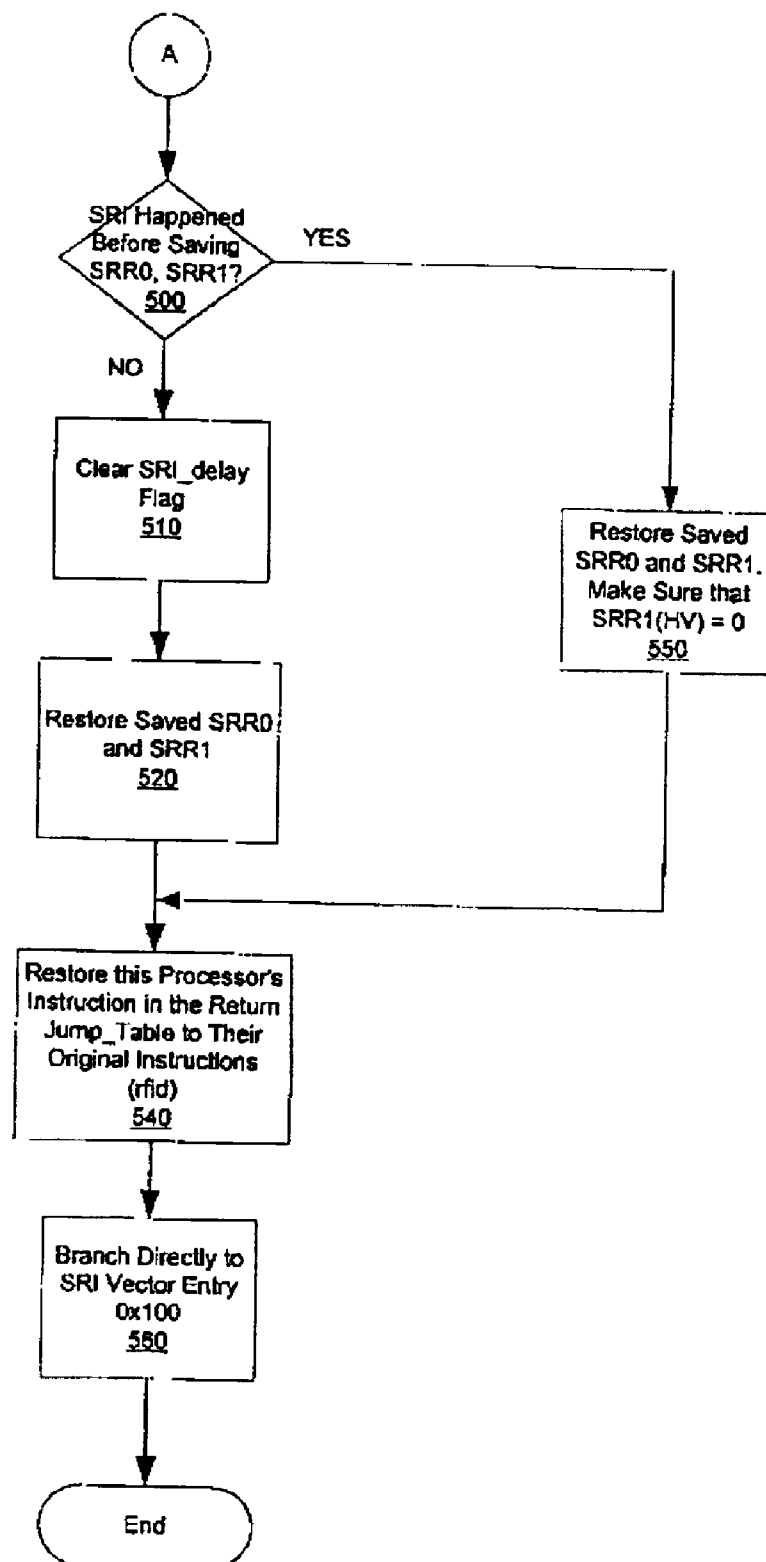 A
SRI Happened
Before Saving
SRR0, SRR1?
500
YES
NO
Clear SRI_delay
Flag
510
Restore Saved
SRR0 and SRR1.
Make Sure that
SRR1(HV) = 0
550
Restore Saved SRR0
and SRR1
520
Restore this Processor's
Instruction in the Return
Jump_Table to Their
Original Instructions
(rfid)
540
Branch Directly to
SRI Vector Entry
0x100
560
End